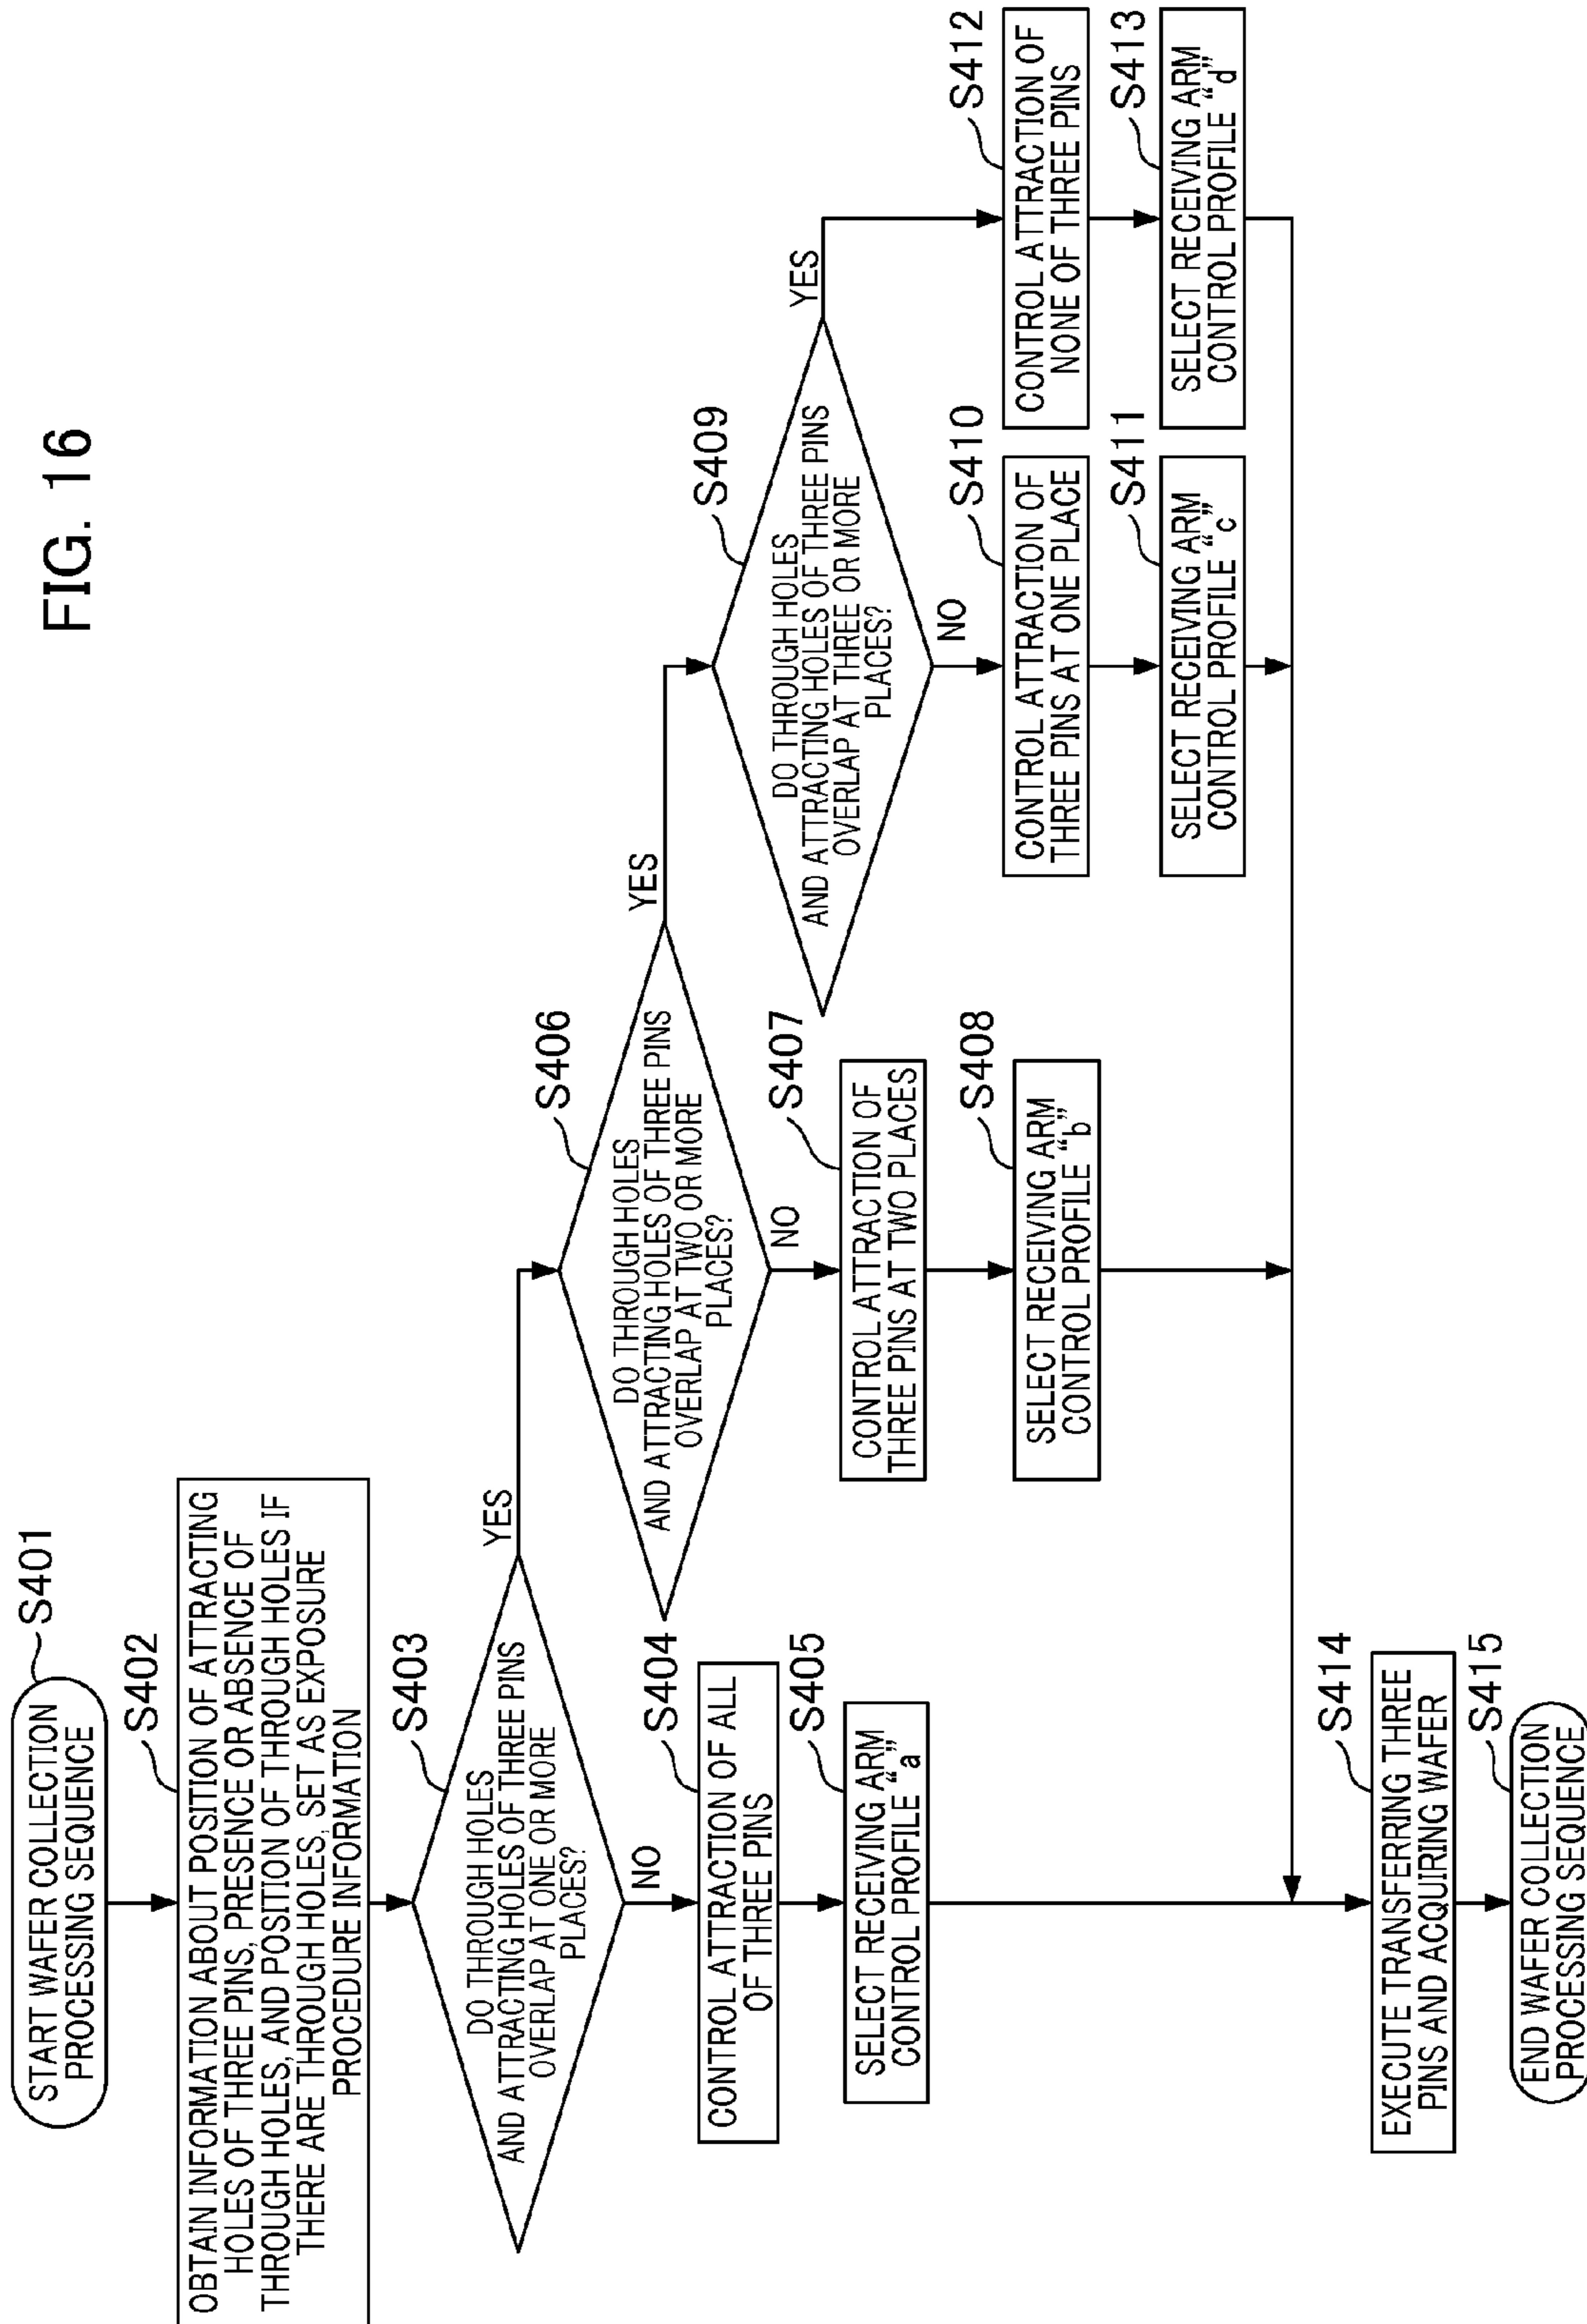 FIG. 16
START WAFER COLLECTION
PROCESSING SEQUENCE
S401
S402
OBTAIN INFORMATION ABOUT POSITION OF ATTRACTING
HOLES OF THREE PINS, PRESENCE OR ABSENCE OF
THROUGH HOLES, AND POSITION OF THROUGH HOLES IF
THERE ARE THROUGH HOLES, SET AS EXPOSURE
PROCEDURE INFORMATION
S403
DO THROUGH HOLES
AND ATTRACTING HOLES OF THREE PINS
OVERLAP AT ONE OR MORE
PLACES?
YES
NO
S404
CONTROL ATTRACTION OF ALL
OF THREE PINS
S405
SELECT RECEIVING ARM
CONTROL PROFILE "a"
S406
DO THROUGH HOLES
AND ATTRACTING HOLES OF THREE PINS
OVERLAP AT TWO OR MORE
PLACES?
YES
NO
S407
CONTROL ATTRACTION OF
THREE PINS AT TWO PLACES
S408
SELECT RECEIVING ARM
CONTROL PROFILE "b"
S409
DO THROUGH HOLES
AND ATTRACTING HOLES OF THREE PINS
OVERLAP AT THREE OR MORE
PLACES?
YES
NO
S410
CONTROL ATTRACTION OF
THREE PINS AT ONE PLACE
S411
SELECT RECEIVING ARM
CONTROL PROFILE "c"
S412
CONTROL ATTRACTION OF
NONE OF THREE PINS
S413
SELECT RECEIVING ARM
CONTROL PROFILE "d"
S414
EXECUTE TRANSFERRING THREE
PINS AND ACQUIRING WAFER
S415
END WAFER COLLECTION
PROCESSING SEQUENCE